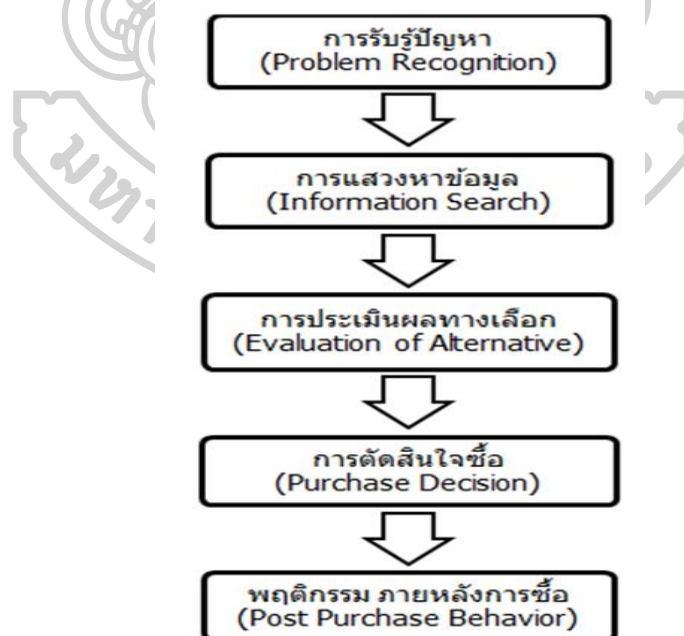 การรับรู้ปัญหา
(Problem Recognition)
การแสวงหาข้อมูล
(Information Search)
การประเมินผลทางเลือก
(Evaluation of Alternative)
การตัดสินใจซื้อ
(Purchase Decision)
พฤติกรรม ภายหลังการซื้อ
(Post Purchase Behavior)